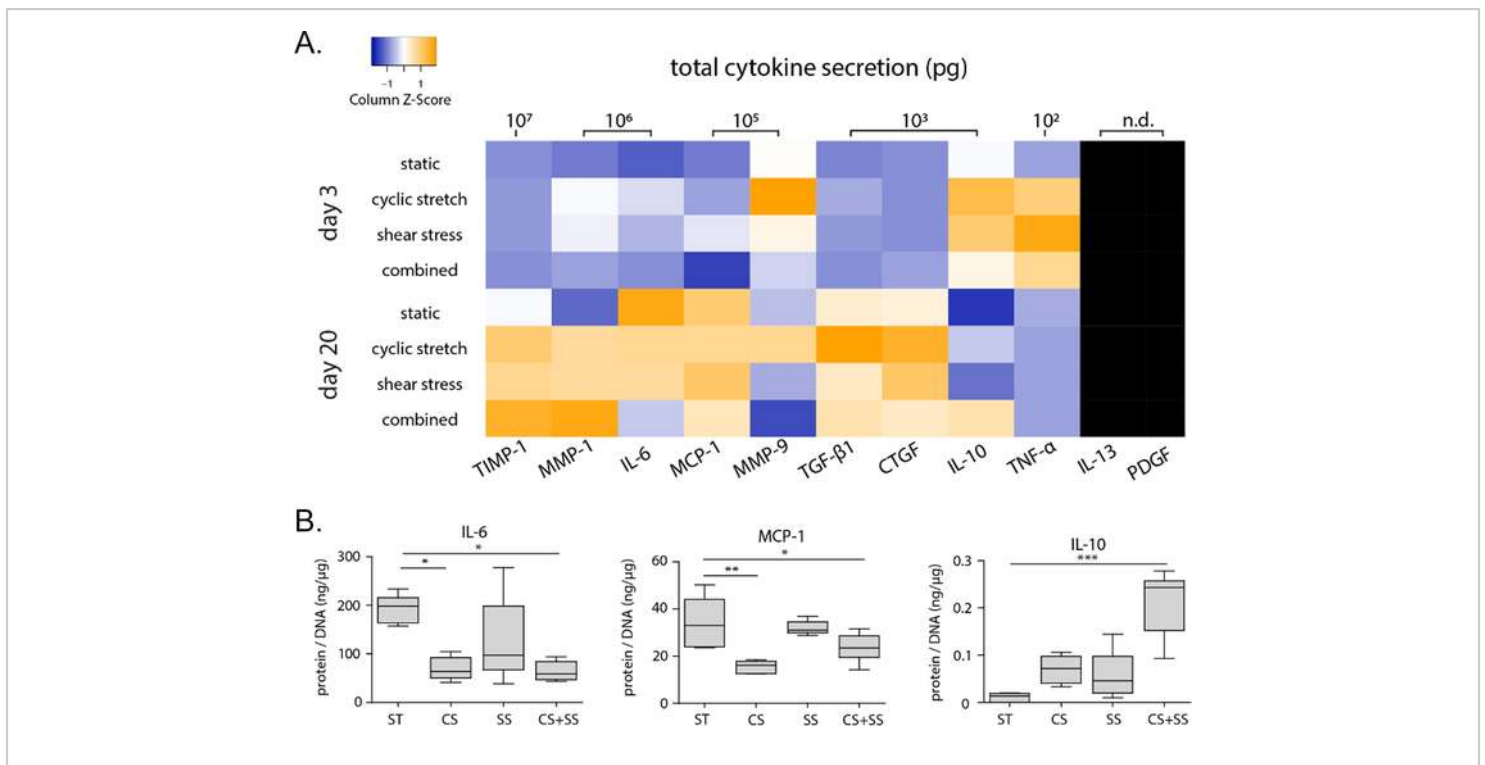 A.
−1 1
Column Z-Score
total cytokine secretion (pg)
10⁷ 10⁶ 10⁵ 10³ 10² n.d.
day 3
static
cyclic stretch
shear stress
combined
day 20
static
cyclic stretch
shear stress
combined
TIMP-1 MMP-1 IL-6 MCP-1 MMP-9 TGF-β1 CTGF IL-10 TNF-α IL-13 PDGF
B.
IL-6
protein / DNA (ng/μg)
300
200
100
0
*
*
ST CS SS CS+SS
MCP-1
protein / DNA (ng/μg)
60
40
20
0
*
**
ST CS SS CS+SS
IL-10
protein / DNA (ng/μg)
0.3
0.2
0.1
0
***
ST CS SS CS+SS